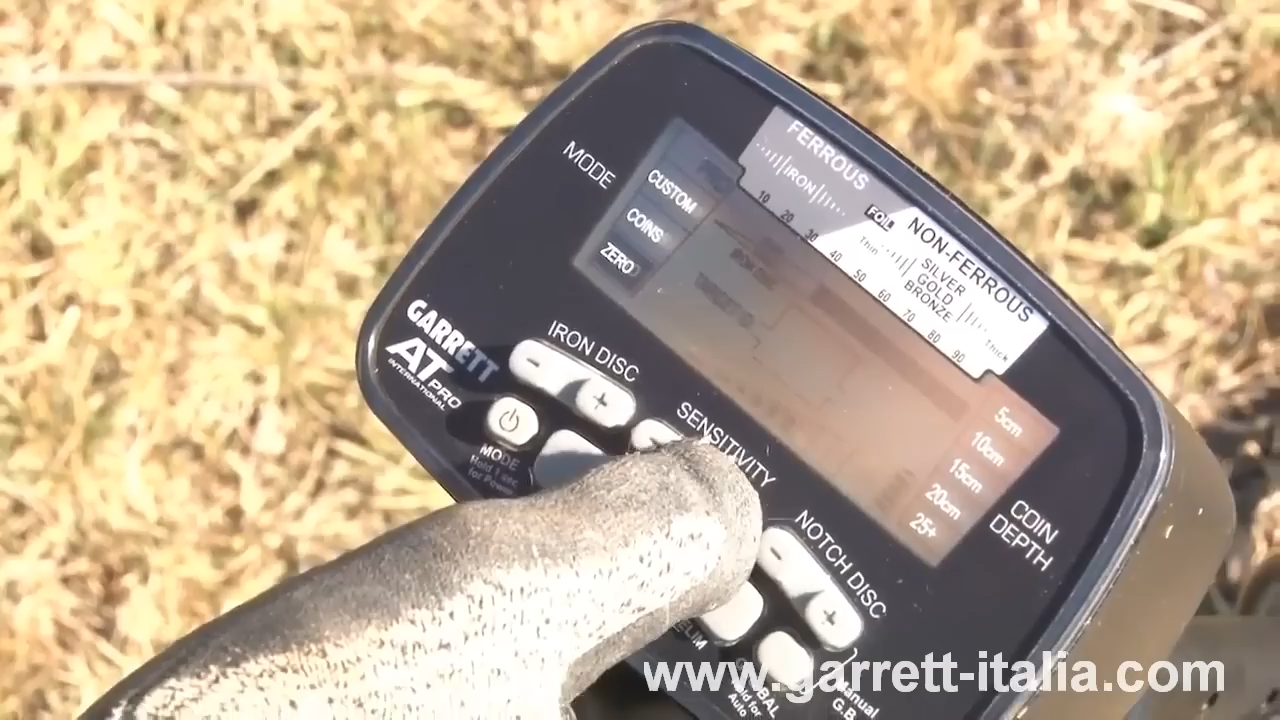 MODE
CUSTOM
COINS
ZERO
FERROUS
IRON
FOIL
NON-FERROUS
Thin
SILVER
GOLD
BRONZE
Thick
10 20 30 40 50 60 70 80 90
5cm
10cm
15cm
20cm
25+
COIN
DEPTH
GARRETT
AT PRO
INTERNATIONAL
IRON DISC
- +
SENSITIVITY
NOTCH DISC
- +
MODE
Hold 1 sec
for Power
Manual
G.B.
www.garrett-italia.com